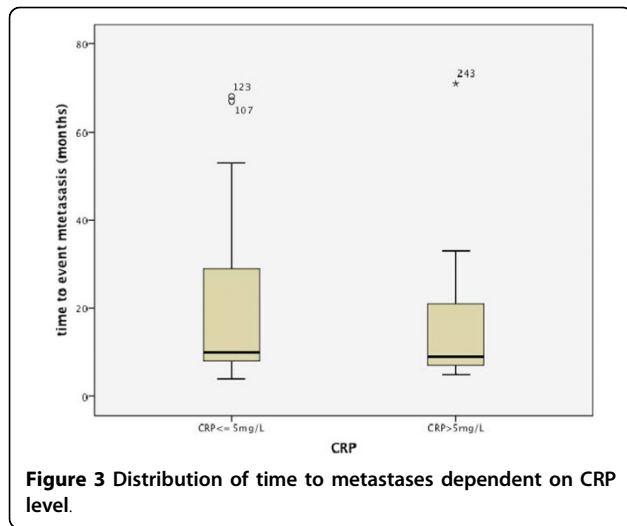 80
123
243
107
60
40
20
0
time to event mtetasasis (months)
CRP<= 5mg/L
CRP>5mg/L
CRP
Figure 3 Distribution of time to metastases dependent on CRP
level.